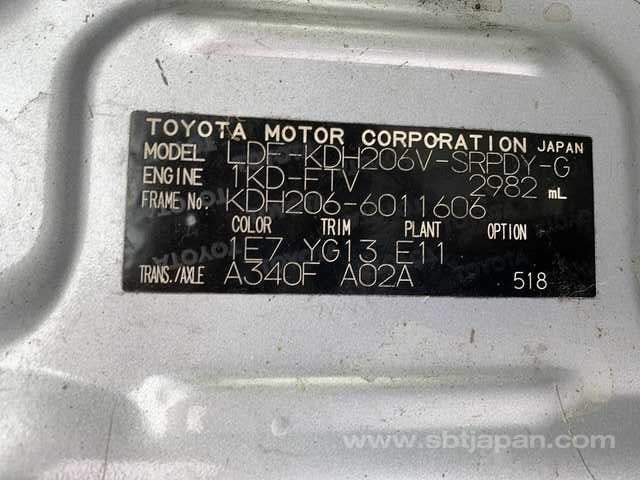 TOYOTA MOTOR CORPORATION JAPAN
MODEL LDF-KDH206V-SRPDY-G
ENGINE 1KD-FTV 2982 mL
FRAME No. KDH206-6011606
COLOR TRIM PLANT OPTION
1E7 YG13 E11
TRANS./AXLE A340F A02A 518
www.sbtjapan.com